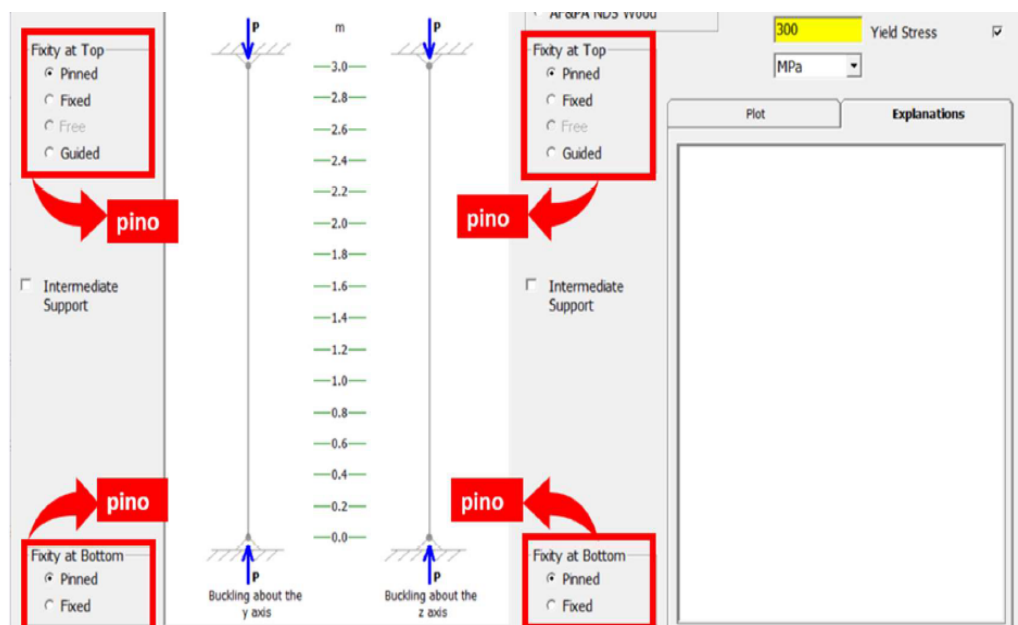 Fixity at Top
Pinned
Fixed
Free
Guided
pino
Intermediate
Support
pino
Fixity at Bottom
Pinned
Fixed
P
m
P
3.0
2.8
2.6
2.4
2.2
2.0
1.8
1.6
1.4
1.2
1.0
0.8
0.6
0.4
0.2
0.0
P
P
Buckling about the
y axis
Buckling about the
z axis
AF&PA NDS Wood
Fixity at Top
Pinned
Fixed
Free
Guided
pino
Intermediate
Support
pino
Fixity at Bottom
Pinned
Fixed
300
Yield Stress
MPa
Plot
Explanations